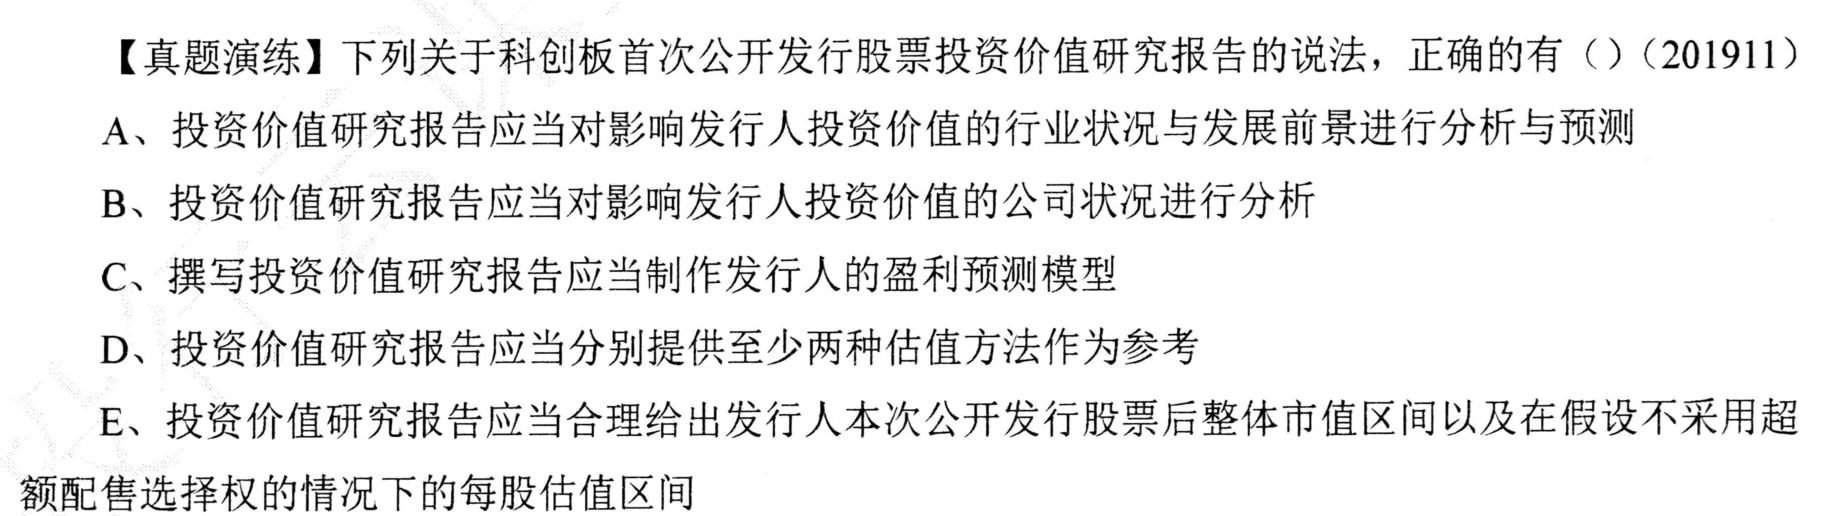 【真题演练】下列关于科创板首次公开发行股票投资价值研究报告的说法，正确的有（）（201911）
A、投资价值研究报告应当对影响发行人投资价值的行业状况与发展前景进行分析与预测
B、投资价值研究报告应当对影响发行人投资价值的公司状况进行分析
C、撰写投资价值研究报告应当制作发行人的盈利预测模型
D、投资价值研究报告应当分别提供至少两种估值方法作为参考
E、投资价值研究报告应当合理给出发行人本次公开发行股票后整体市值区间以及在假设不采用超
额配售选择权的情况下的每股估值区间